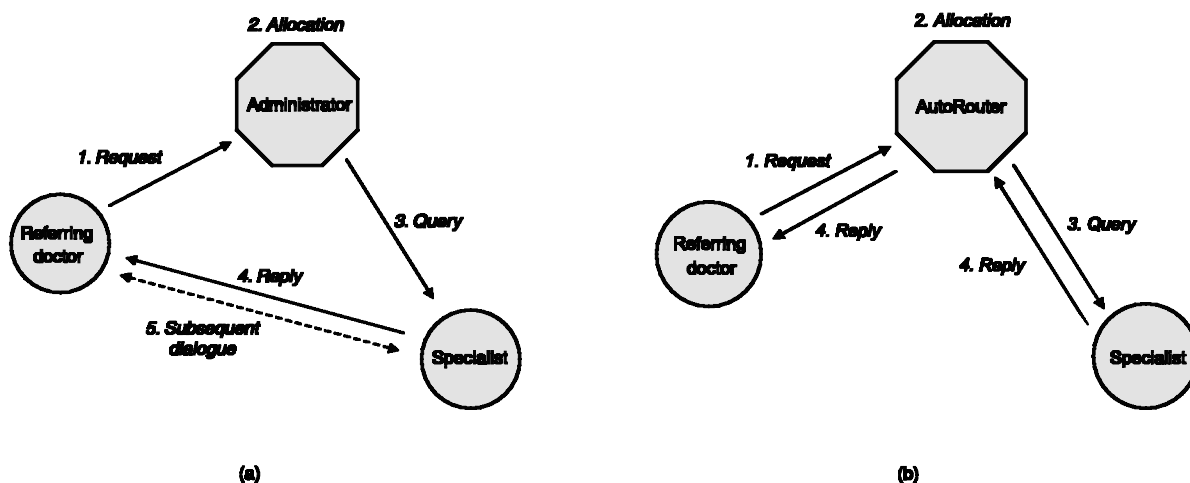 2. Allocation
Administrator
1. Request
Referring
doctor
3. Query
4. Reply
5. Subsequent
dialogue
Specialist
(a)
2. Allocation
AutoRouter
1. Request
Referring
doctor
4. Reply
3. Query
4. Reply
Specialist
(b)